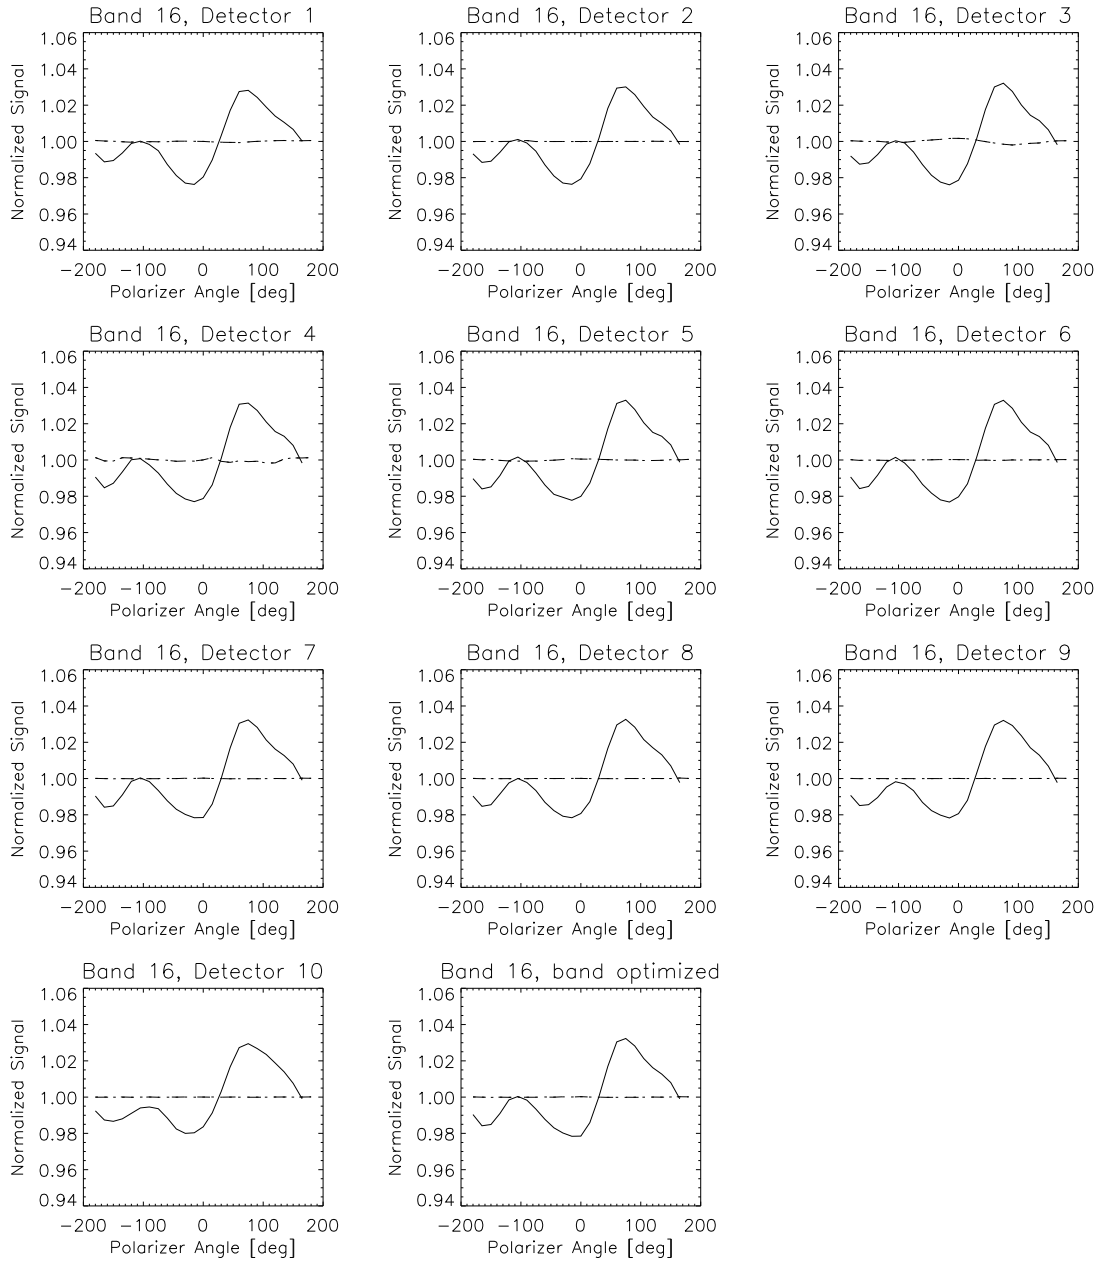 Band 16, Detector 1
Normalized Signal
1.06
1.04
1.02
1.00
0.98
0.96
0.94
−200 −100 0 100 200
Polarizer Angle [deg]
Band 16, Detector 2
Normalized Signal
1.06
1.04
1.02
1.00
0.98
0.96
0.94
−200 −100 0 100 200
Polarizer Angle [deg]
Band 16, Detector 3
Normalized Signal
1.06
1.04
1.02
1.00
0.98
0.96
0.94
−200 −100 0 100 200
Polarizer Angle [deg]
Band 16, Detector 4
Normalized Signal
1.06
1.04
1.02
1.00
0.98
0.96
0.94
−200 −100 0 100 200
Polarizer Angle [deg]
Band 16, Detector 5
Normalized Signal
1.06
1.04
1.02
1.00
0.98
0.96
0.94
−200 −100 0 100 200
Polarizer Angle [deg]
Band 16, Detector 6
Normalized Signal
1.06
1.04
1.02
1.00
0.98
0.96
0.94
−200 −100 0 100 200
Polarizer Angle [deg]
Band 16, Detector 7
Normalized Signal
1.06
1.04
1.02
1.00
0.98
0.96
0.94
−200 −100 0 100 200
Polarizer Angle [deg]
Band 16, Detector 8
Normalized Signal
1.06
1.04
1.02
1.00
0.98
0.96
0.94
−200 −100 0 100 200
Polarizer Angle [deg]
Band 16, Detector 9
Normalized Signal
1.06
1.04
1.02
1.00
0.98
0.96
0.94
−200 −100 0 100 200
Polarizer Angle [deg]
Band 16, Detector 10
Normalized Signal
1.06
1.04
1.02
1.00
0.98
0.96
0.94
−200 −100 0 100 200
Polarizer Angle [deg]
Band 16, band optimized
Normalized Signal
1.06
1.04
1.02
1.00
0.98
0.96
0.94
−200 −100 0 100 200
Polarizer Angle [deg]